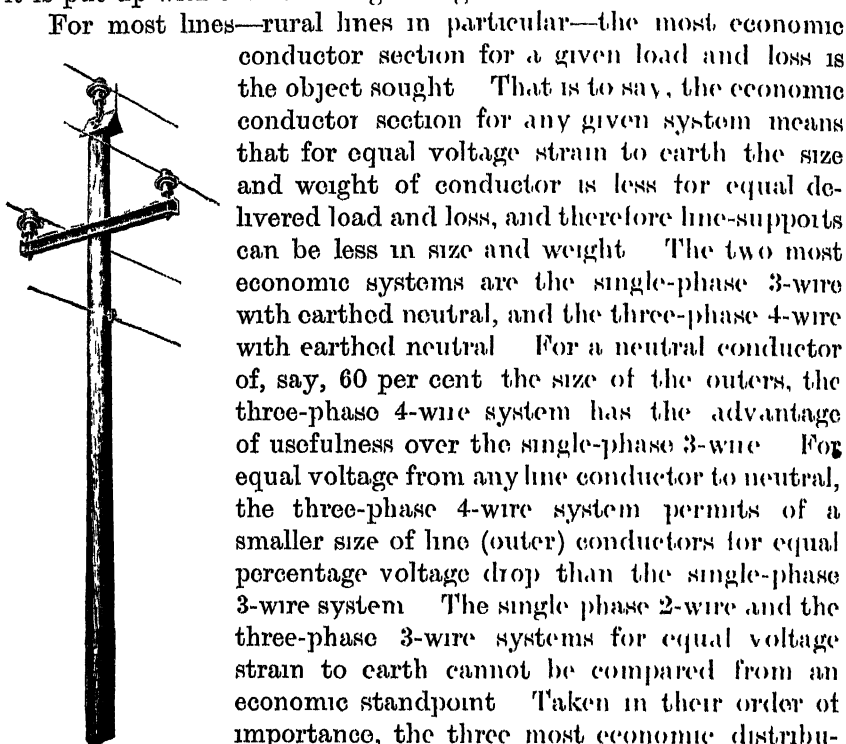 For most lines—rural lines in particular—the most economic
conductor section for a given load and loss is
the object sought That is to say, the economic
conductor section for any given system means
that for equal voltage strain to earth the size
and weight of conductor is less for equal de-
livered load and loss, and therefore line-supports
can be less in size and weight The two most
economic systems are the single-phase 3-wire
with earthed neutral, and the three-phase 4-wire
with earthed neutral For a neutral conductor
of, say, 60 per cent the size of the outers, the
three-phase 4-wire system has the advantage
of usefulness over the single-phase 3-wire For
equal voltage from any line conductor to neutral,
the three-phase 4-wire system permits of a
smaller size of line (outer) conductors for equal
percentage voltage drop than the single-phase
3-wire system The single phase 2-wire and the
three-phase 3-wire systems for equal voltage
strain to earth cannot be compared from an
economic standpoint Taken in their order of
importance, the three most economic distribu-